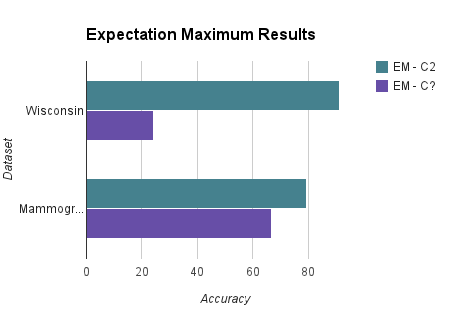 Expectation Maximum Results
EM - C2
EM - C?
Wisconsin
Mammogr...
Dataset
0 20 40 60 80
Accuracy